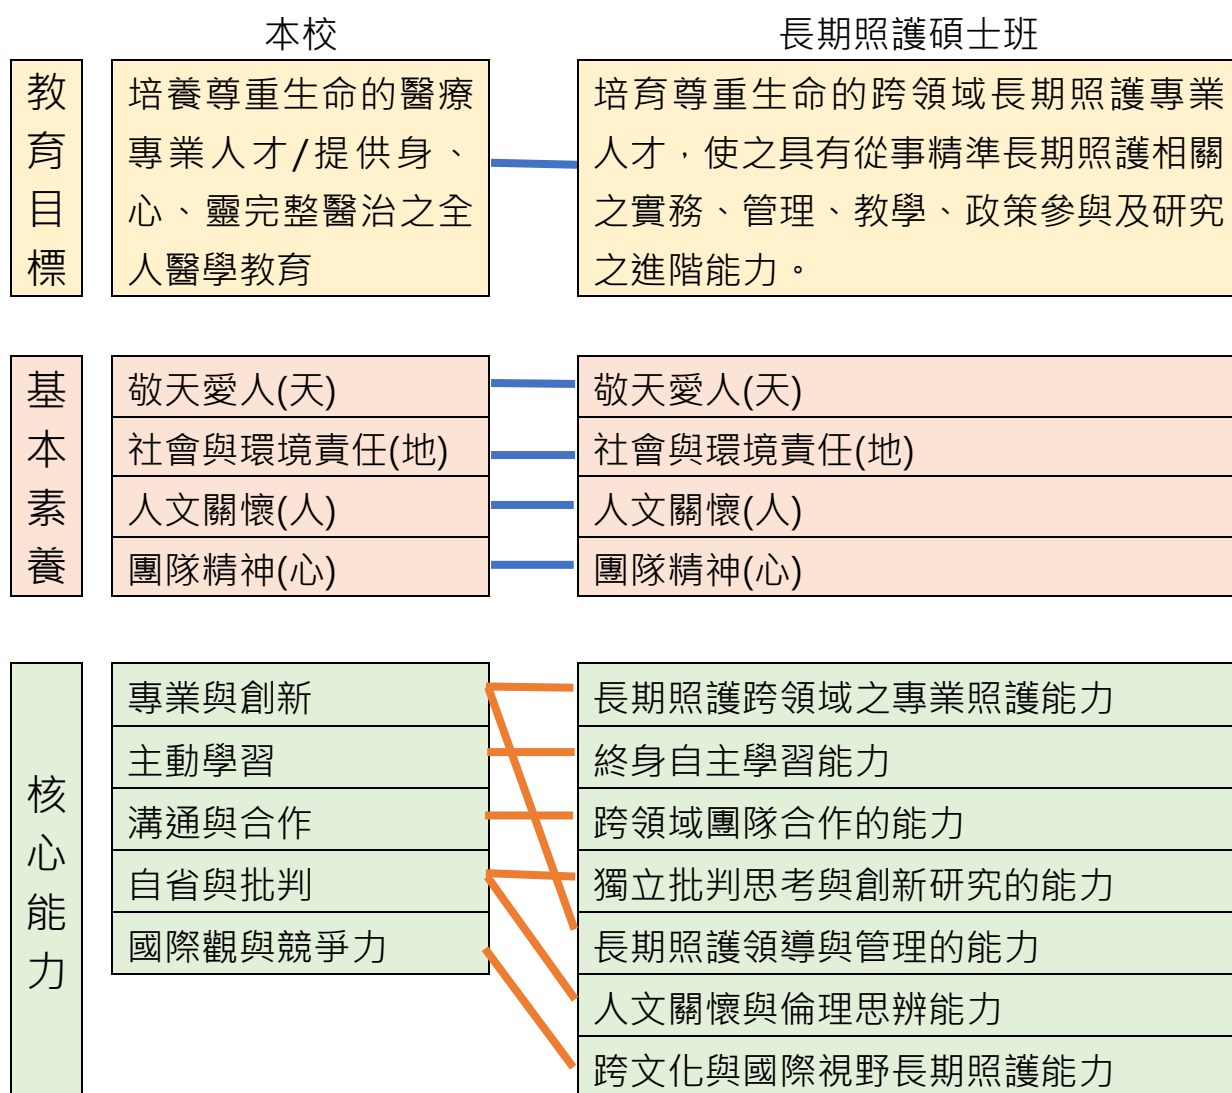 本校
長期照護碩士班
教育目標
培養尊重生命的醫療
專業人才/提供身、
心、靈完整醫治之全
人醫學教育
培育尊重生命的跨領域長期照護專業
人才，使之具有從事精準長期照護相關
之實務、管理、教學、政策參與及研究
之進階能力。
基本素養
敬天愛人(天)
敬天愛人(天)
社會與環境責任(地)
社會與環境責任(地)
人文關懷(人)
人文關懷(人)
團隊精神(心)
團隊精神(心)
核心能力
專業與創新
主動學習
溝通與合作
自省與批判
國際觀與競爭力
長期照護跨領域之專業照護能力
終身自主學習能力
跨領域團隊合作的能力
獨立批判思考與創新研究的能力
長期照護領導與管理的能力
人文關懷與倫理思辨能力
跨文化與國際視野長期照護能力